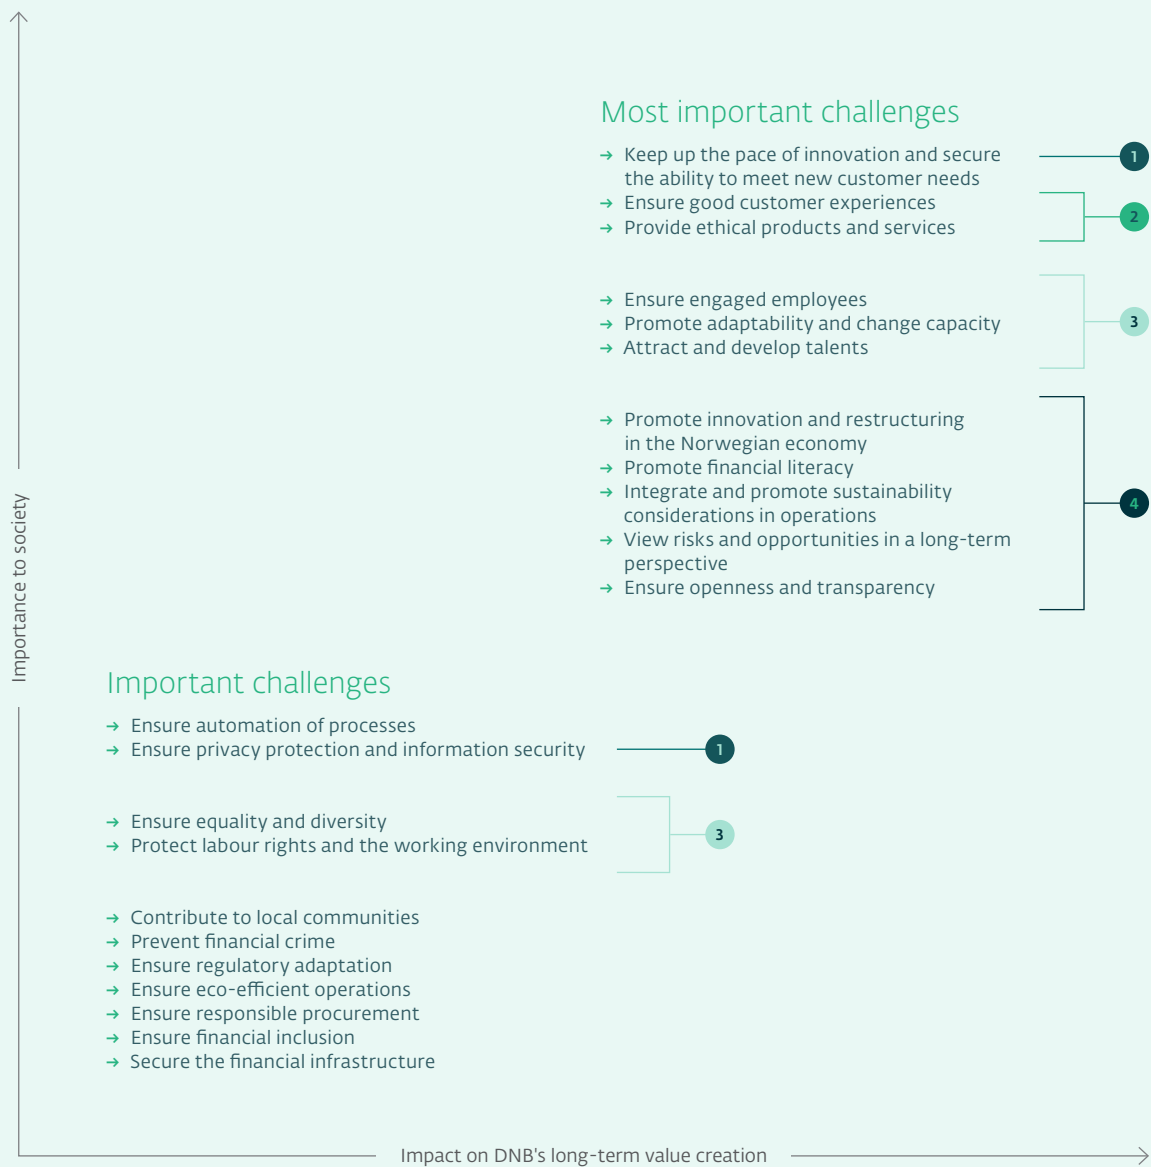 Most important challenges
→ Keep up the pace of innovation and secure
the ability to meet new customer needs
1
→ Ensure good customer experiences
→ Provide ethical products and services
2
→ Ensure engaged employees
→ Promote adaptability and change capacity
→ Attract and develop talents
3
→ Promote innovation and restructuring
in the Norwegian economy
→ Promote financial literacy
→ Integrate and promote sustainability
considerations in operations
→ View risks and opportunities in a long-term
perspective
→ Ensure openness and transparency
4
Importance to society
Important challenges
→ Ensure automation of processes
→ Ensure privacy protection and information security
1
→ Ensure equality and diversity
→ Protect labour rights and the working environment
3
→ Contribute to local communities
→ Prevent financial crime
→ Ensure regulatory adaptation
→ Ensure eco-efficient operations
→ Ensure responsible procurement
→ Ensure financial inclusion
→ Secure the financial infrastructure
Impact on DNB's long-term value creation